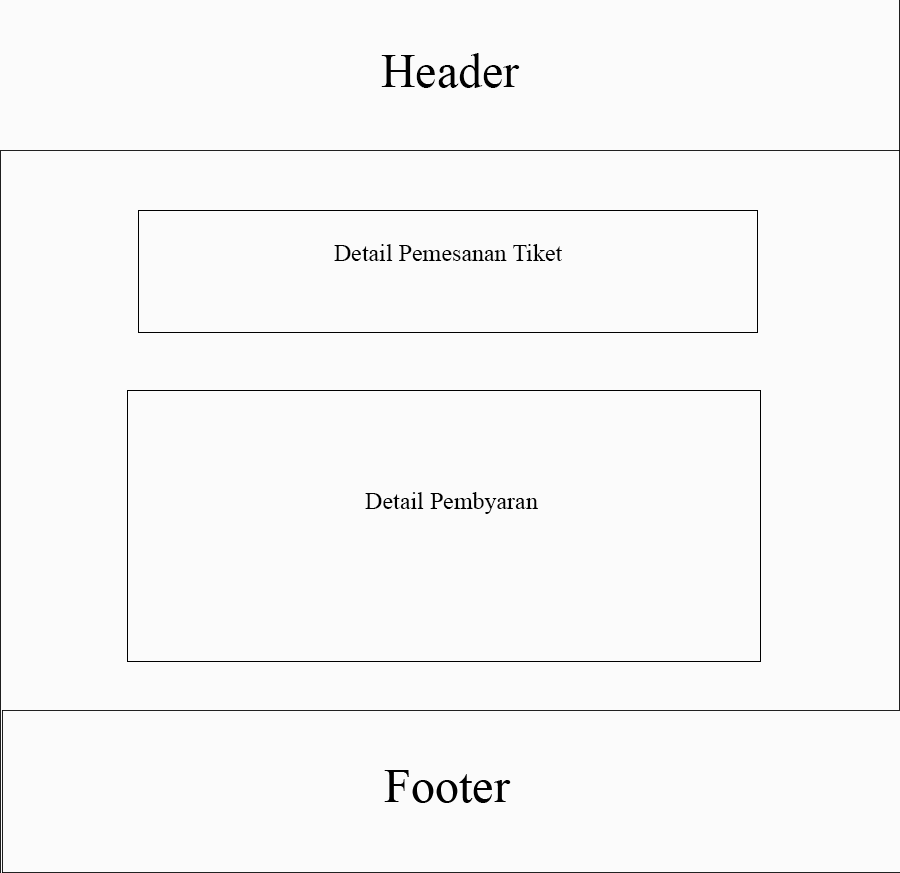 Header
Detail Pemesanan Tiket
Detail Pembyaran
Footer